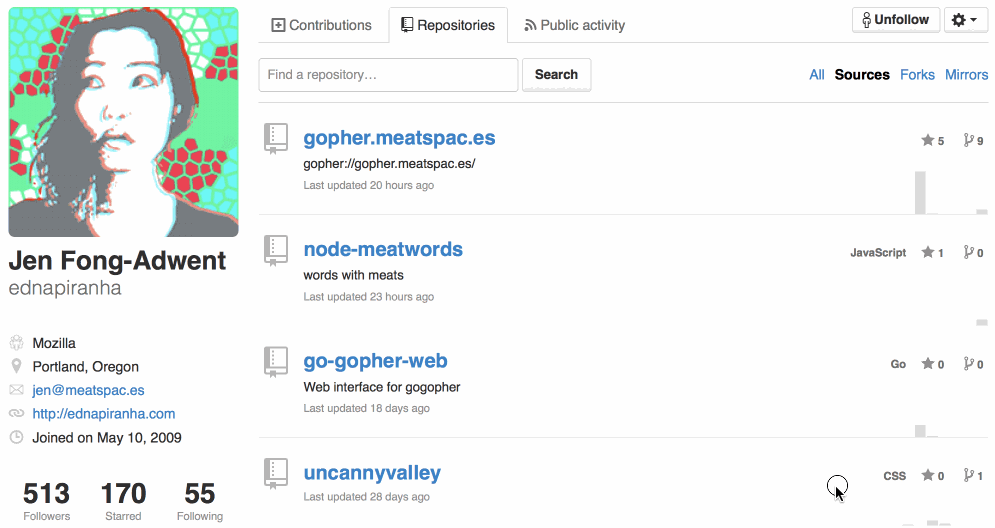 Contributions
Repositories
Public activity
Unfollow
Find a repository…
Search
All
Sources
Forks
Mirrors
Jen Fong-Adwent
ednapiranha
Mozilla
Portland, Oregon
jen@meatspac.es
http://ednapiranha.com
Joined on May 10, 2009
513
170
55
Followers
Starred
Following
gopher.meatspac.es
5
9
gopher://gopher.meatspac.es/
Last updated 20 hours ago
node-meatwords
JavaScript
1
0
words with meats
Last updated 23 hours ago
go-gopher-web
Go
0
0
Web interface for gogopher
Last updated 18 days ago
uncannyvalley
CSS
0
1
Last updated 28 days ago